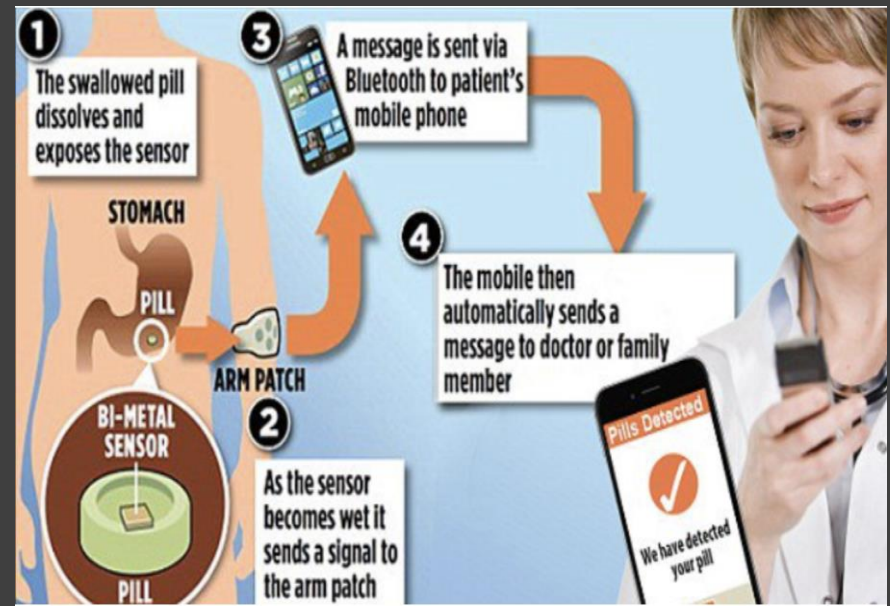 1
The swallowed pill
dissolves and
exposes the sensor
STOMACH
PILL
ARM PATCH
BI-METAL
SENSOR
PILL
2
As the sensor
becomes wet it
sends a signal to
the arm patch
3
A message is sent via
Bluetooth to patient's
mobile phone
4
The mobile then
automatically sends a
message to doctor or family
member
Pills Detected
We have detected
your pill